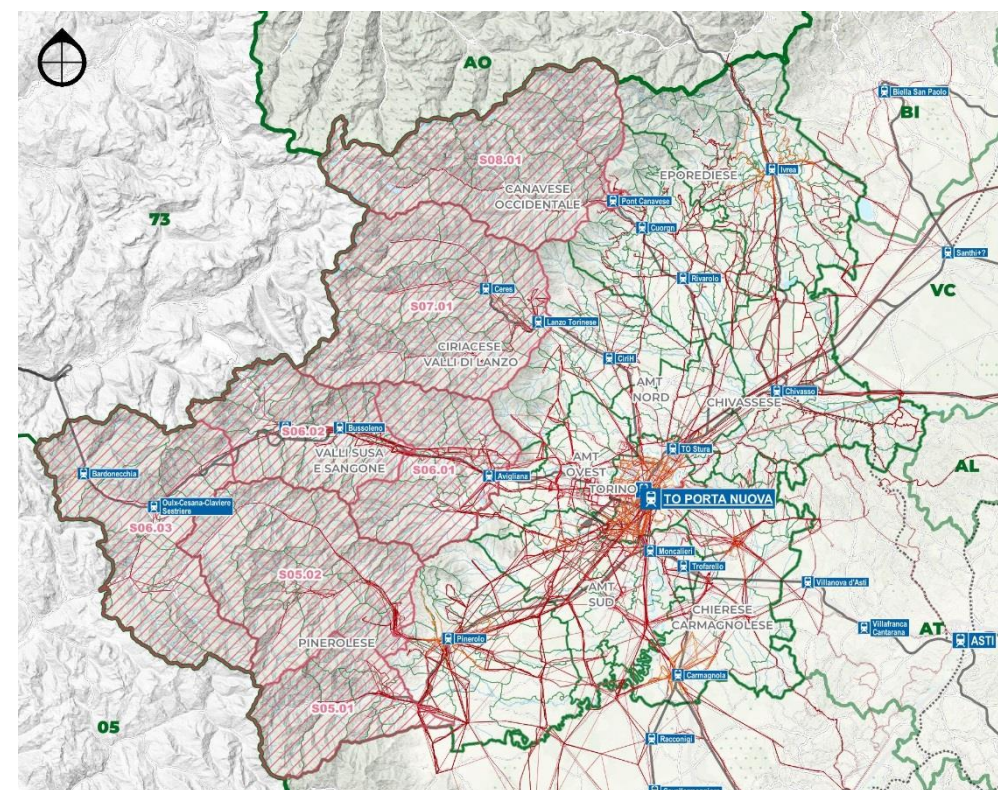 AO
Biella San Paolo
BI
S08.01
CANAVESE
OCCIDENTALE
EPOREDIESE
Ivrea
Pont Canavese
Cuorgn
73
Santhi+?
Rivarolo
Ceres
VC
S07.01
Lanzo Torinese
CIRIACESE
VALLI DI LANZO
CiriH
AMT
NORD
Chivasso
CHIVASSESE
S06.02
Bussoleno
VALLI SUSA
E SANGONE
TO Stura
AMT
OVEST
S06.01
Avigliana
Bardonecchia
AL
TORINO
TO PORTA NUOVA
Oulx-Cesana-Claviere
Sestriere
S06.03
Moncalieri
Trofarello
S05.02
Villanova d'Asti
AMT
SUD
CHIERESE
CARMAGNOLESE
Villafranca
Cantarana
AT
ASTI
PINEROLESE
Pinerolo
Carmagnola
S05.01
05
Racconigi